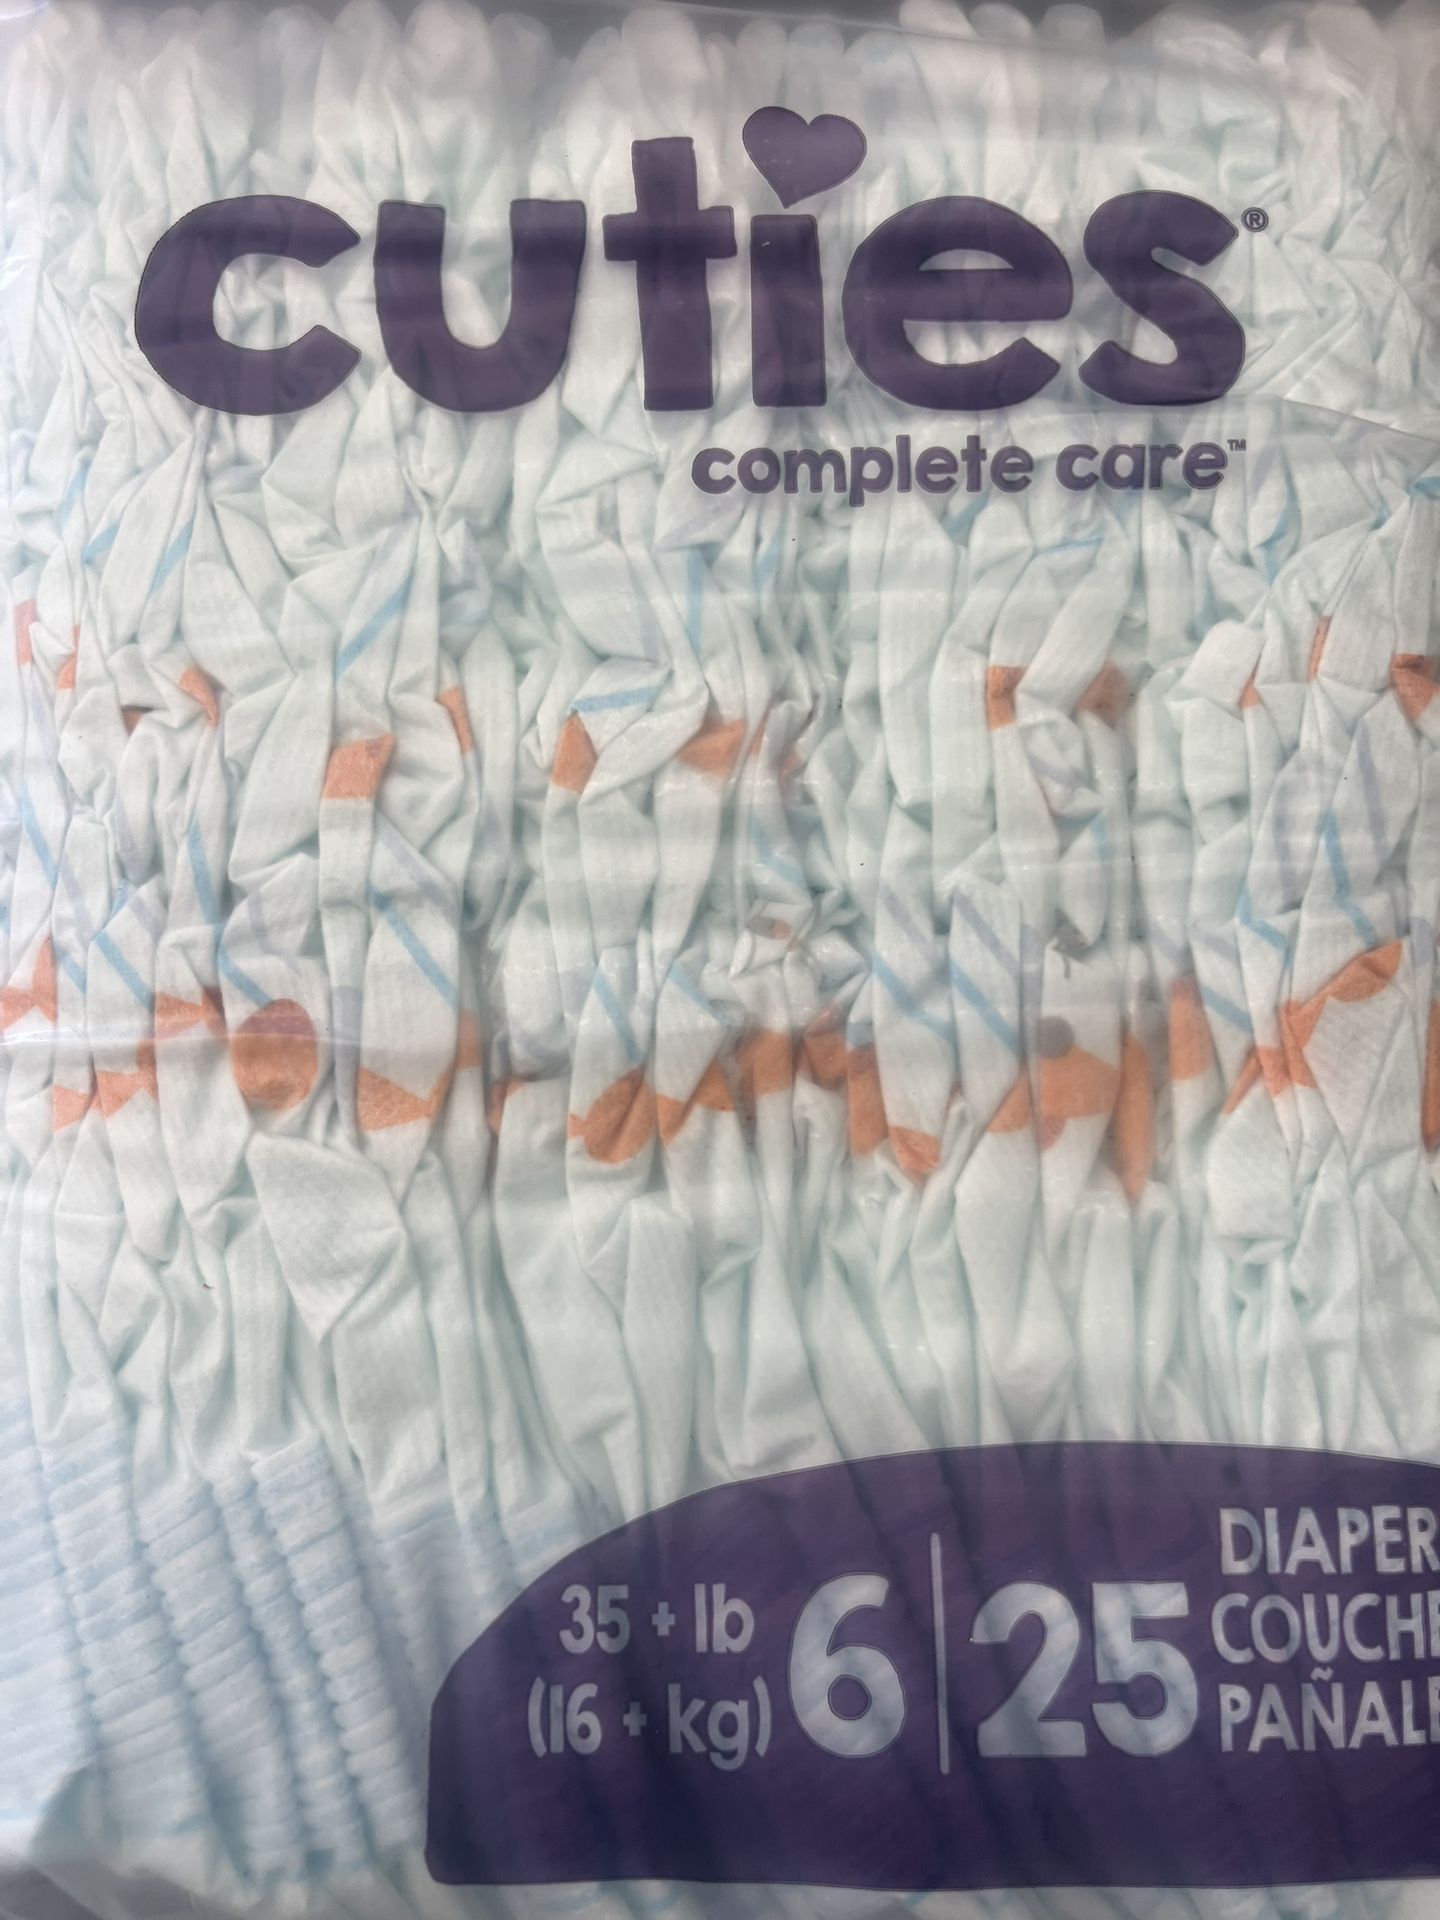 cuties®
complete care™
35 + lb
(16 + kg)
6 | 25
DIAPER
COUCHE
PAÑALE